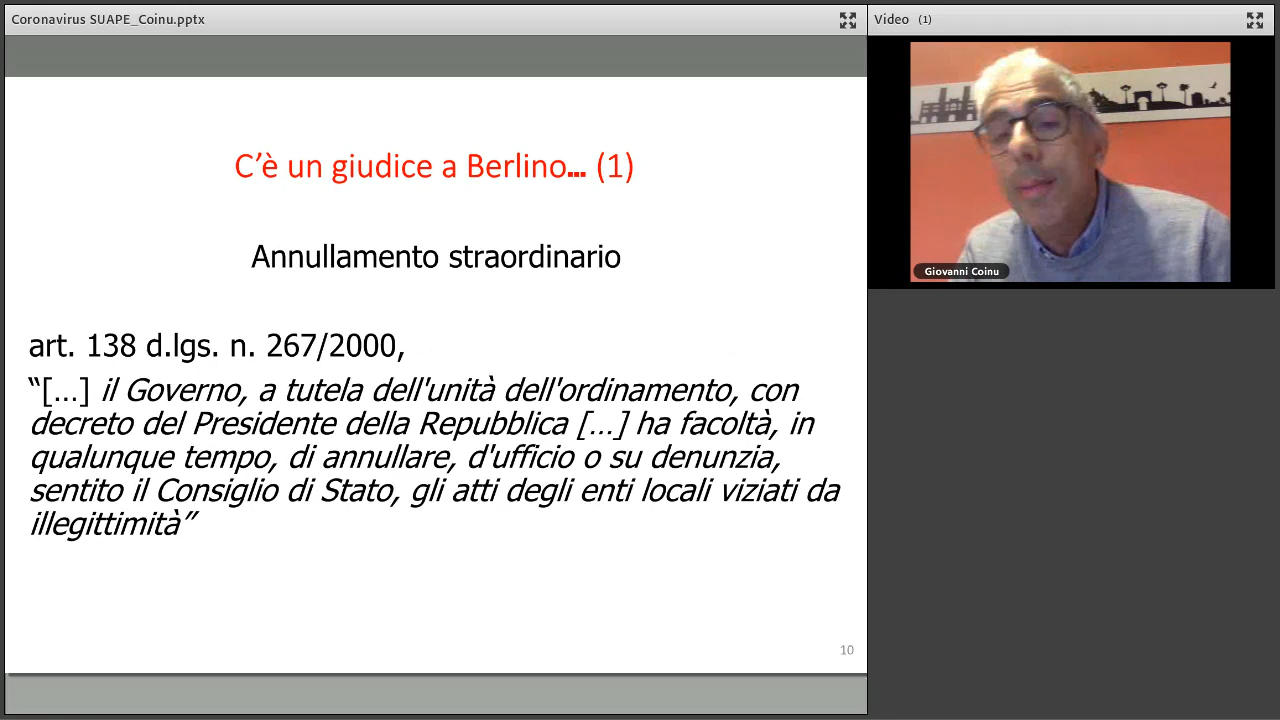 Coronavirus SUAPE_Coinu.pptx
Video (1)
C’è un giudice a Berlino... (1)
Annullamento straordinario
art. 138 d.lgs. n. 267/2000,
“[...] il Governo, a tutela dell'unità dell'ordinamento, con
decreto del Presidente della Repubblica [...] ha facoltà, in
qualunque tempo, di annullare, d'ufficio o su denunzia,
sentito il Consiglio di Stato, gli atti degli enti locali viziati da
illegittimità”
10
Giovanni Coinu